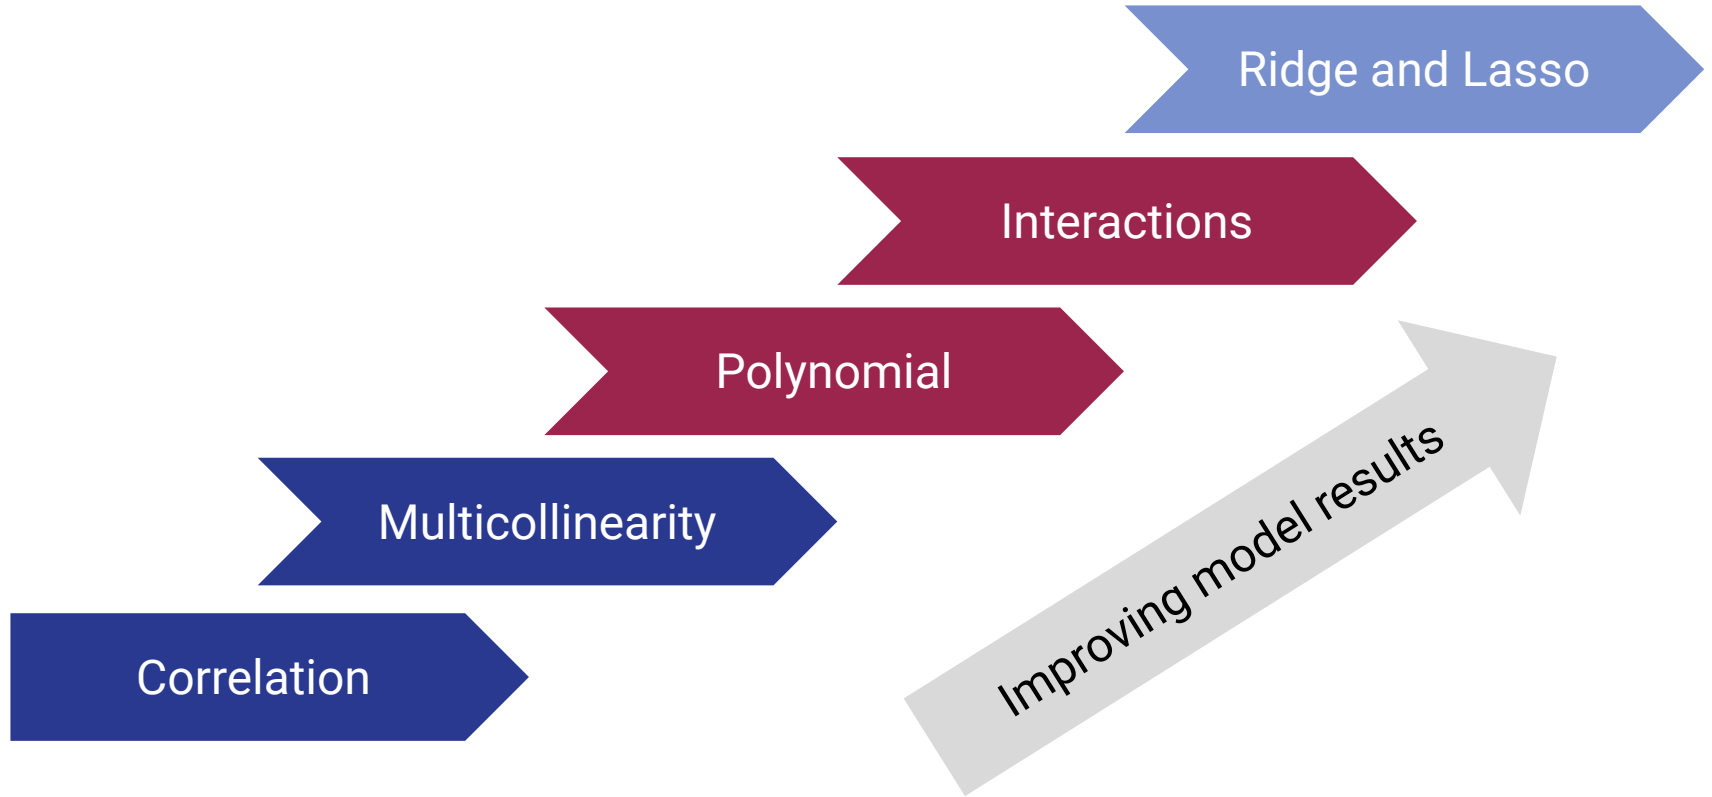 Ridge and Lasso
Interactions
Polynomial
Multicollinearity
Correlation
Improving model results